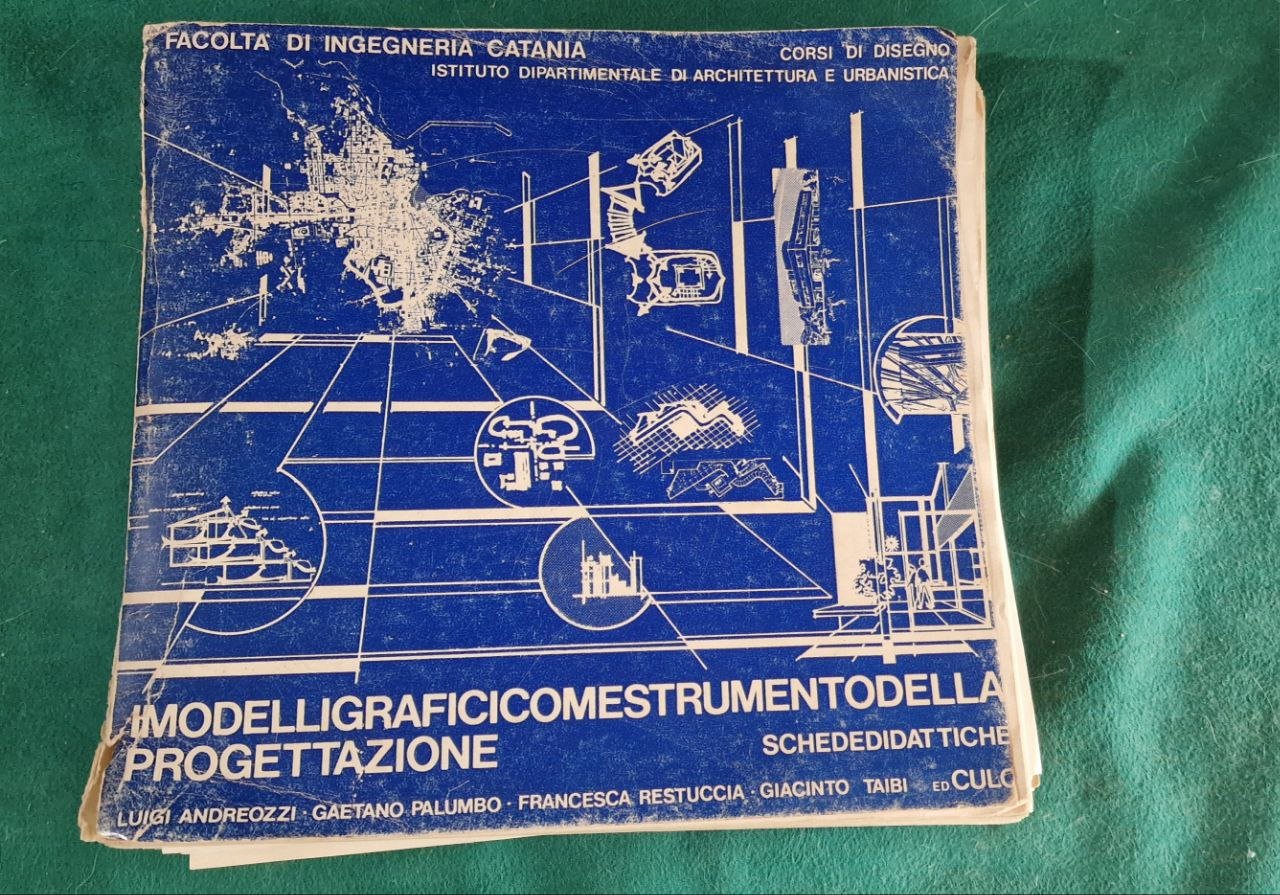 FACOLTA' DI INGEGNERIA CATANIA
CORSI DI DISEGNO
ISTITUTO DIPARTIMENTALE DI ARCHITETTURA E URBANISTICA
IMODELLIGRAFICICOMESTRUMENTODELLA
PROGETTAZIONE
SCHEDEDIDATTICHE
LUIGI ANDREOZZI · GAETANO PALUMBO · FRANCESCA RESTUCCIA · GIACINTO TAIBI ED CULC